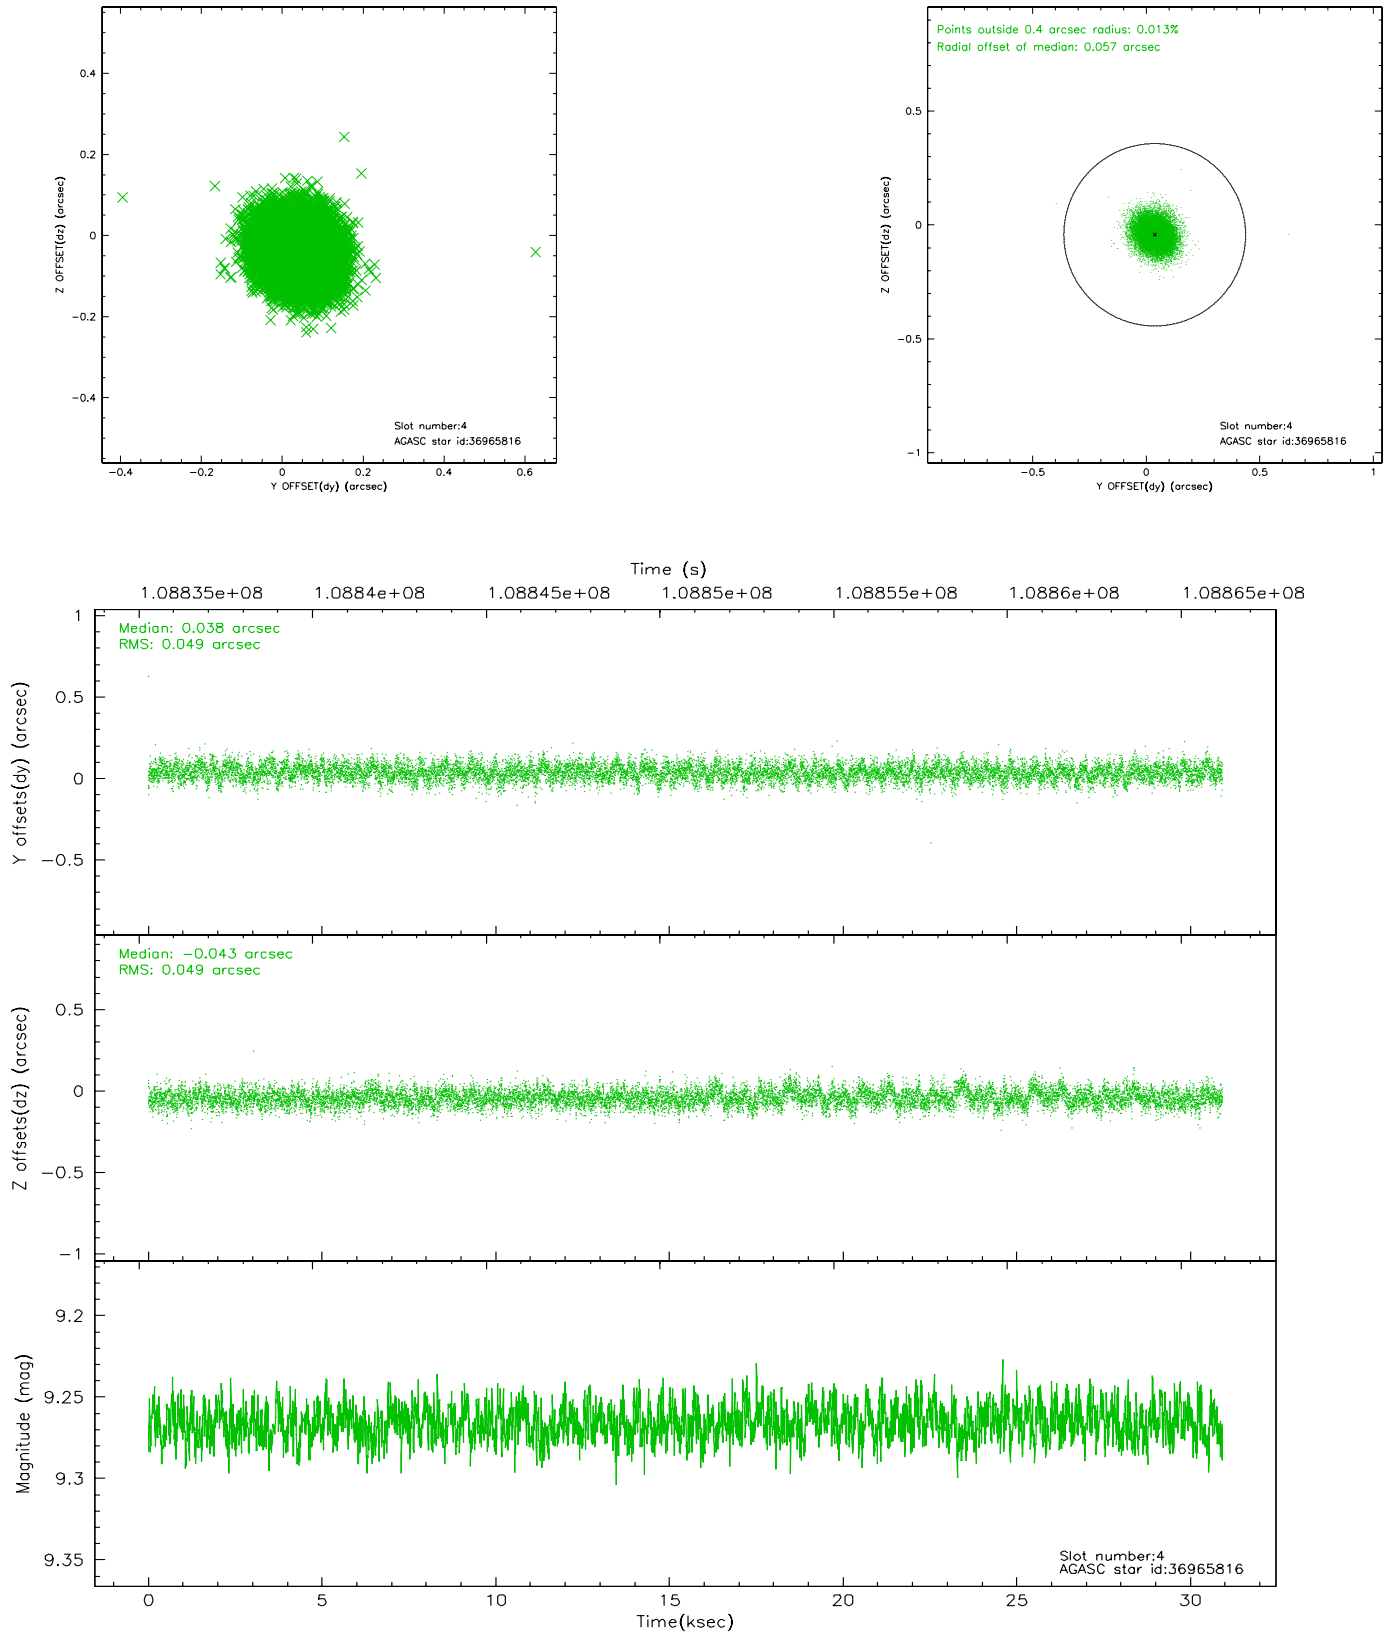 0.4
0.2
0
−0.2
−0.4
Z OFFSET(dz) (arcsec)
Slot number:4
AGASC star id:36965816
−0.4 −0.2 0 0.2 0.4 0.6
Y OFFSET(dy) (arcsec)
Points outside 0.4 arcsec radius: 0.013%
Radial offset of median: 0.057 arcsec
0.5
0
−0.5
−1
Z OFFSET(dz) (arcsec)
Slot number:4
AGASC star id:36965816
−0.5 0 0.5 1
Y OFFSET(dy) (arcsec)
Time (s)
1.08835e+08 1.0884e+08 1.08845e+08 1.0885e+08 1.08855e+08 1.0886e+08 1.08865e+08
Median: 0.038 arcsec
RMS: 0.049 arcsec
1
0.5
0
−0.5
Y offsets(dy) (arcsec)
Median: −0.043 arcsec
RMS: 0.049 arcsec
0.5
0
−0.5
−1
Z offsets(dz) (arcsec)
9.2
9.25
9.3
9.35
Magnitude (mag)
Slot number:4
AGASC star id:36965816
0 5 10 15 20 25 30
Time(ksec)